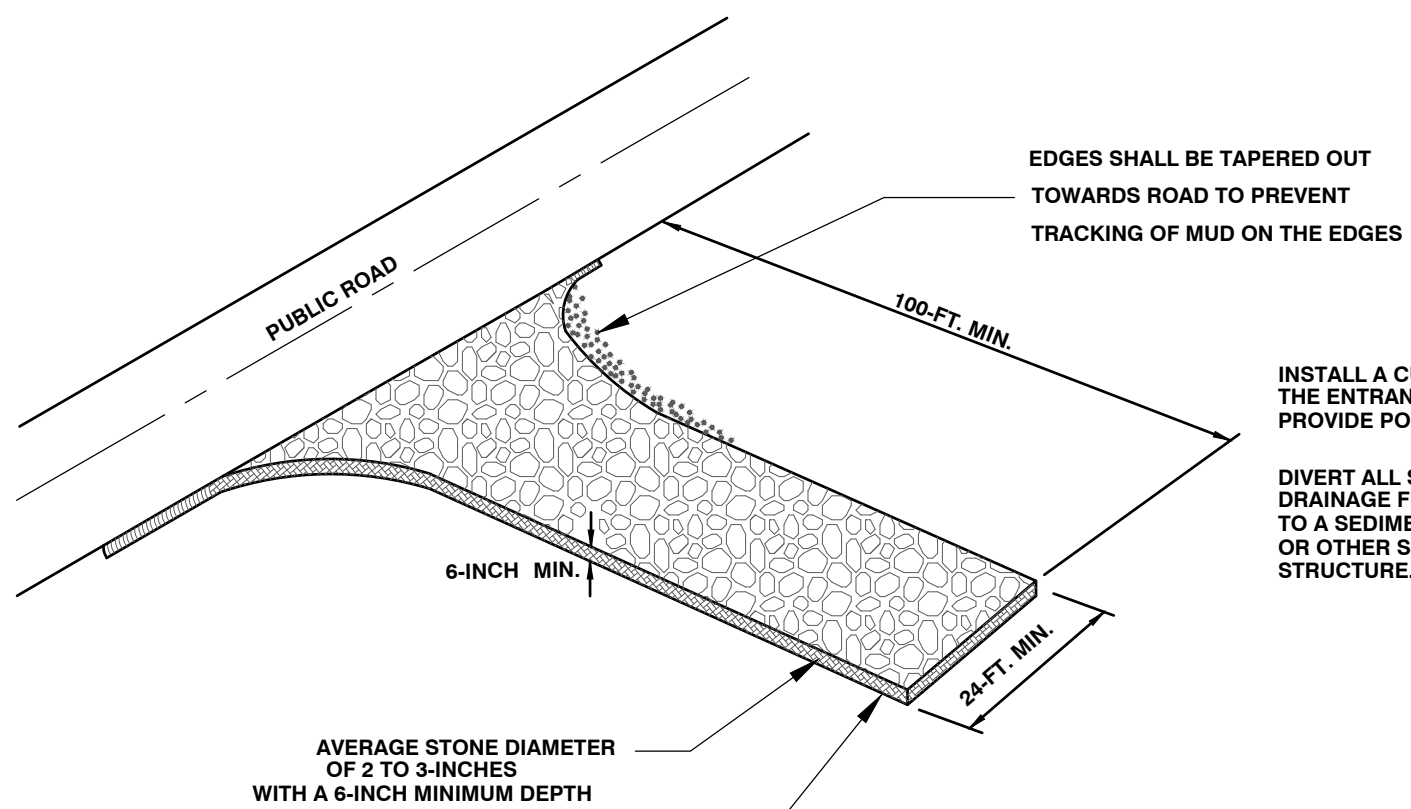 EDGES SHALL BE TAPERED OUT
TOWARDS ROAD TO PREVENT
TRACKING OF MUD ON THE EDGES
PUBLIC ROAD
100-FT. MIN.
INSTALL A
THE
PROVIDE
DIVERT ALL
DRAINAGE
TO A
OR OTHER
STRUCTURE.
6-INCH MIN.
24-FT. MIN.
AVERAGE STONE DIAMETER
OF 2 TO 3-INCHES
WITH A 6-INCH MINIMUM DEPTH